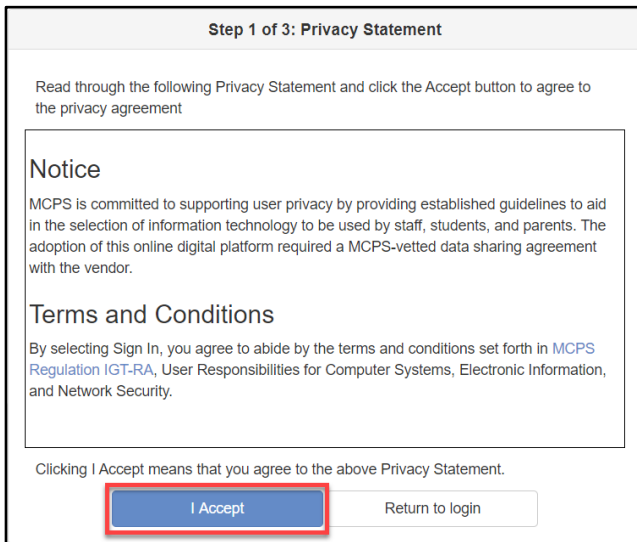 Step 1 of 3: Privacy Statement
Read through the following Privacy Statement and click the Accept button to agree to
the privacy agreement
Notice
MCPS is committed to supporting user privacy by providing established guidelines to aid
in the selection of information technology to be used by staff, students, and parents. The
adoption of this online digital platform required a MCPS-vetted data sharing agreement
with the vendor.
Terms and Conditions
By selecting Sign In, you agree to abide by the terms and conditions set forth in MCPS
Regulation IGT-RA, User Responsibilities for Computer Systems, Electronic Information,
and Network Security.
Clicking I Accept means that you agree to the above Privacy Statement.
I Accept
Return to login